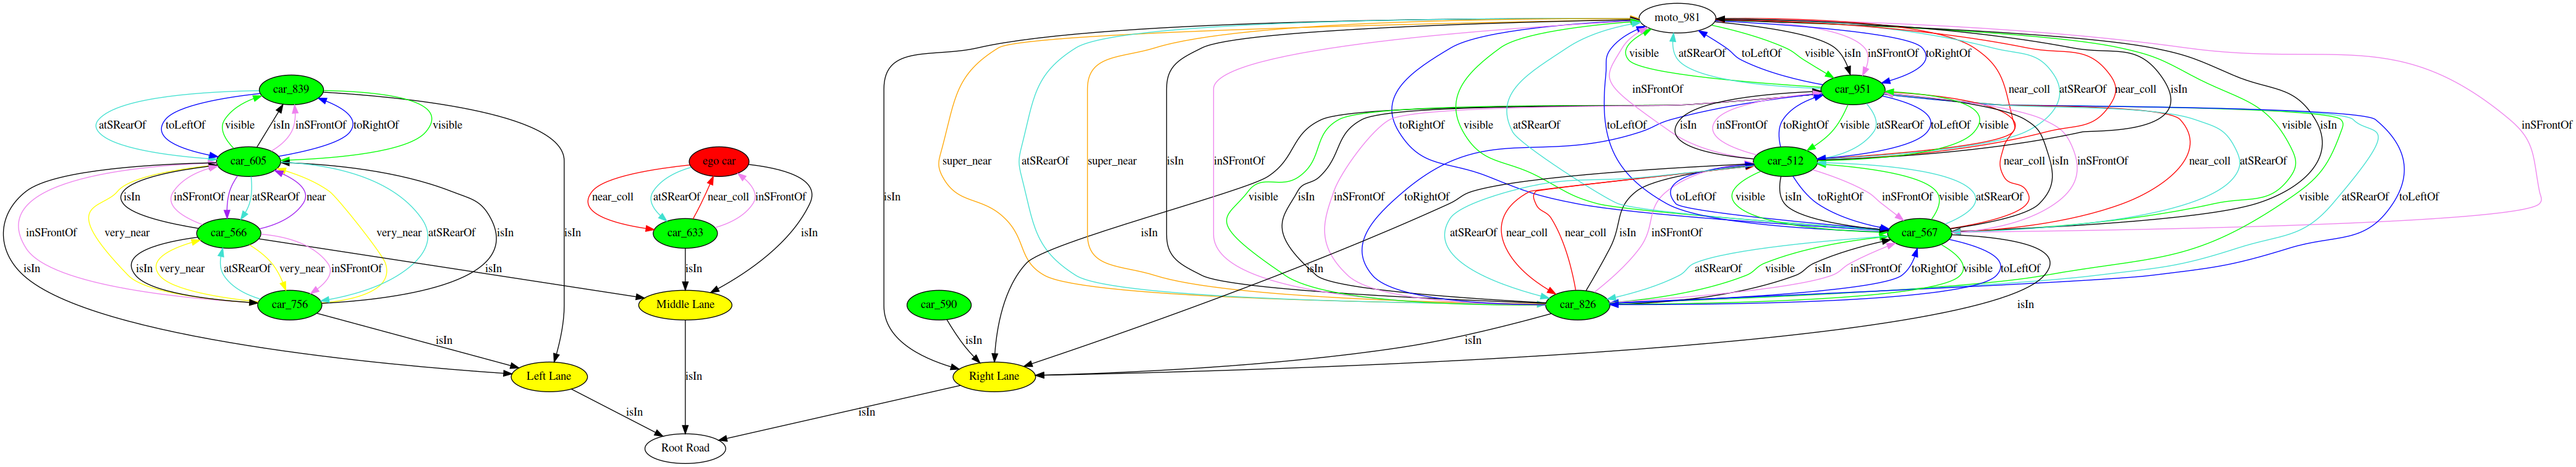 moto_981
visible atSRearOf toLeftOf visible isIn inSFrontOf toRightOf
car_839 car_951
inSFrontOf near_coll atSRearOf near_coll isIn
atSRearOf toLeftOf visible isIn inSFrontOf toRightOf visible toRightOf visible atSRearOf toLeftOf isIn inSFrontOf toRightOf visible atSRearOf toLeftOf visible visible isIn inSFrontOf
car_605 ego car car_512
super_near atSRearOf super_near isIn inSFrontOf near_coll isIn inSFrontOf near_coll atSRearOf
isIn inSFrontOf near atSRearOf near near_coll atSRearOf near_coll inSFrontOf isIn visible isIn toRightOf toLeftOf visible isIn toRightOf inSFrontOf visible atSRearOf visible atSRearOf toLeftOf
inSFrontOf very_near car_566 very_near atSRearOf isIn isIn car_633 isIn isIn atSRearOf near_coll near_coll isIn inSFrontOf car_567
isIn isIn very_near atSRearOf very_near inSFrontOf isIn isIn isIn atSRearOf visible isIn inSFrontOf toRightOf visible toLeftOf
car_756 Middle Lane car_590 car_826 isIn
isIn isIn isIn
Left Lane isIn Right Lane
isIn isIn
Root Road